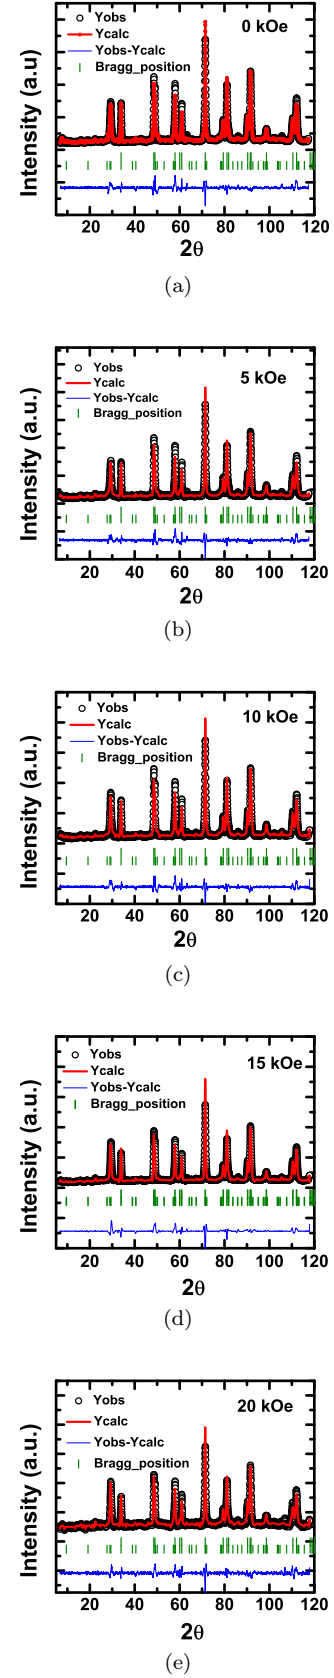 Yobs
0 kOe
Ycalc
Yobs-Ycalc
Bragg_position
Intensity (a.u)
20 40 60 80 100 120
2θ
(a)
Yobs
5 kOe
Ycalc
Yobs-Ycalc
Bragg_position
Intensity (a.u.)
20 40 60 80 100 120
2θ
(b)
Yobs
10 kOe
Ycalc
Yobs-Ycalc
Bragg_position
Intensity (a.u.)
20 40 60 80 100 120
2θ
(c)
Yobs
15 kOe
Ycalc
Yobs-Ycalc
Bragg_position
Intensity (a.u.)
20 40 60 80 100 120
2θ
(d)
Yobs
20 kOe
Ycalc
Yobs-Ycalc
Bragg_position
Intensity (a.u.)
20 40 60 80 100 120
2θ
(e)